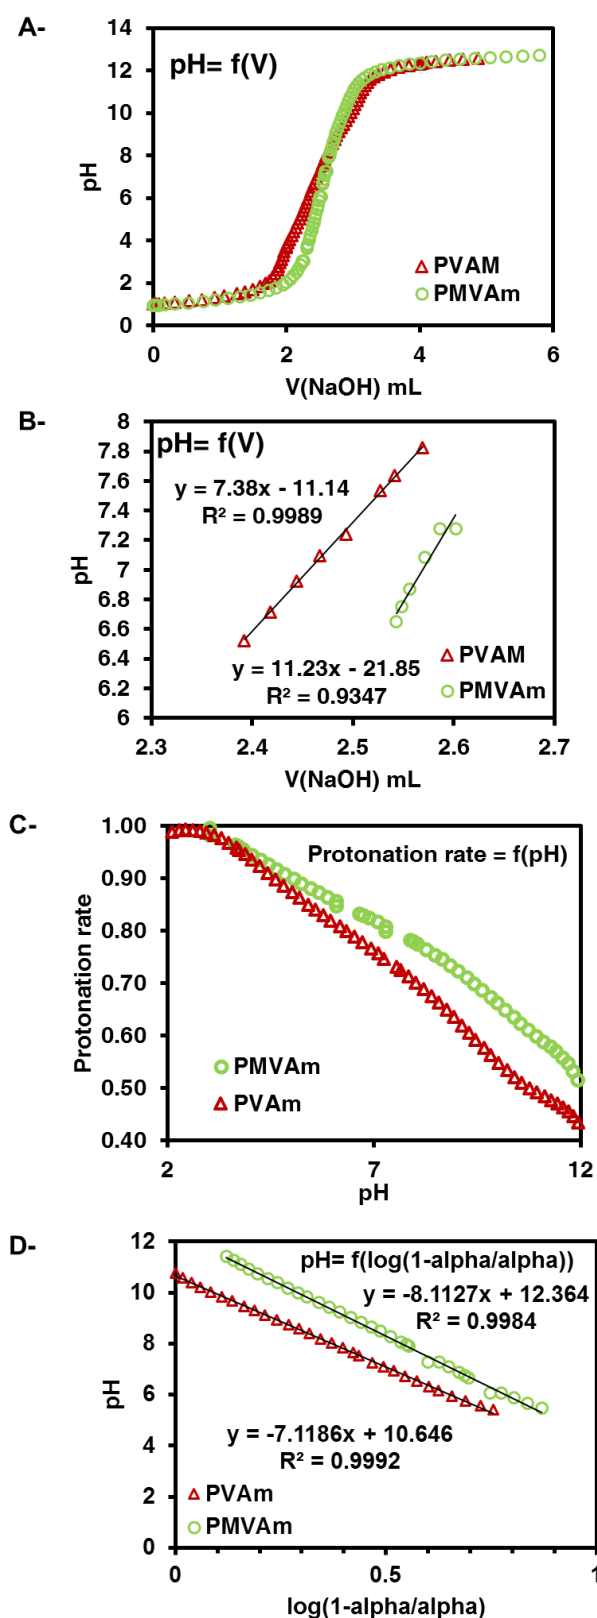 A-
14
12
10
8
6
4
2
0
pH
pH= f(V)
PVAM
PMVAm
0
2
4
6
V(NaOH) mL
B-
8
7.8
7.6
7.4
7.2
7
6.8
6.6
6.4
6.2
6
pH
pH= f(V)
y = 7.38x - 11.14
R² = 0.9989
y = 11.23x - 21.85
R² = 0.9347
PVAM
PMVAm
2.3
2.4
2.5
2.6
2.7
V(NaOH) mL
C-
1.00
0.90
0.80
0.70
0.60
0.50
0.40
Protonation rate
Protonation rate = f(pH)
PMVAm
PVAm
2
7
12
pH
D-
12
10
8
6
4
2
0
pH
pH= f(log(1-alpha/alpha))
y = -8.1127x + 12.364
R² = 0.9984
y = -7.1186x + 10.646
R² = 0.9992
PVAm
PMVAm
0
0.5
1
log(1-alpha/alpha)